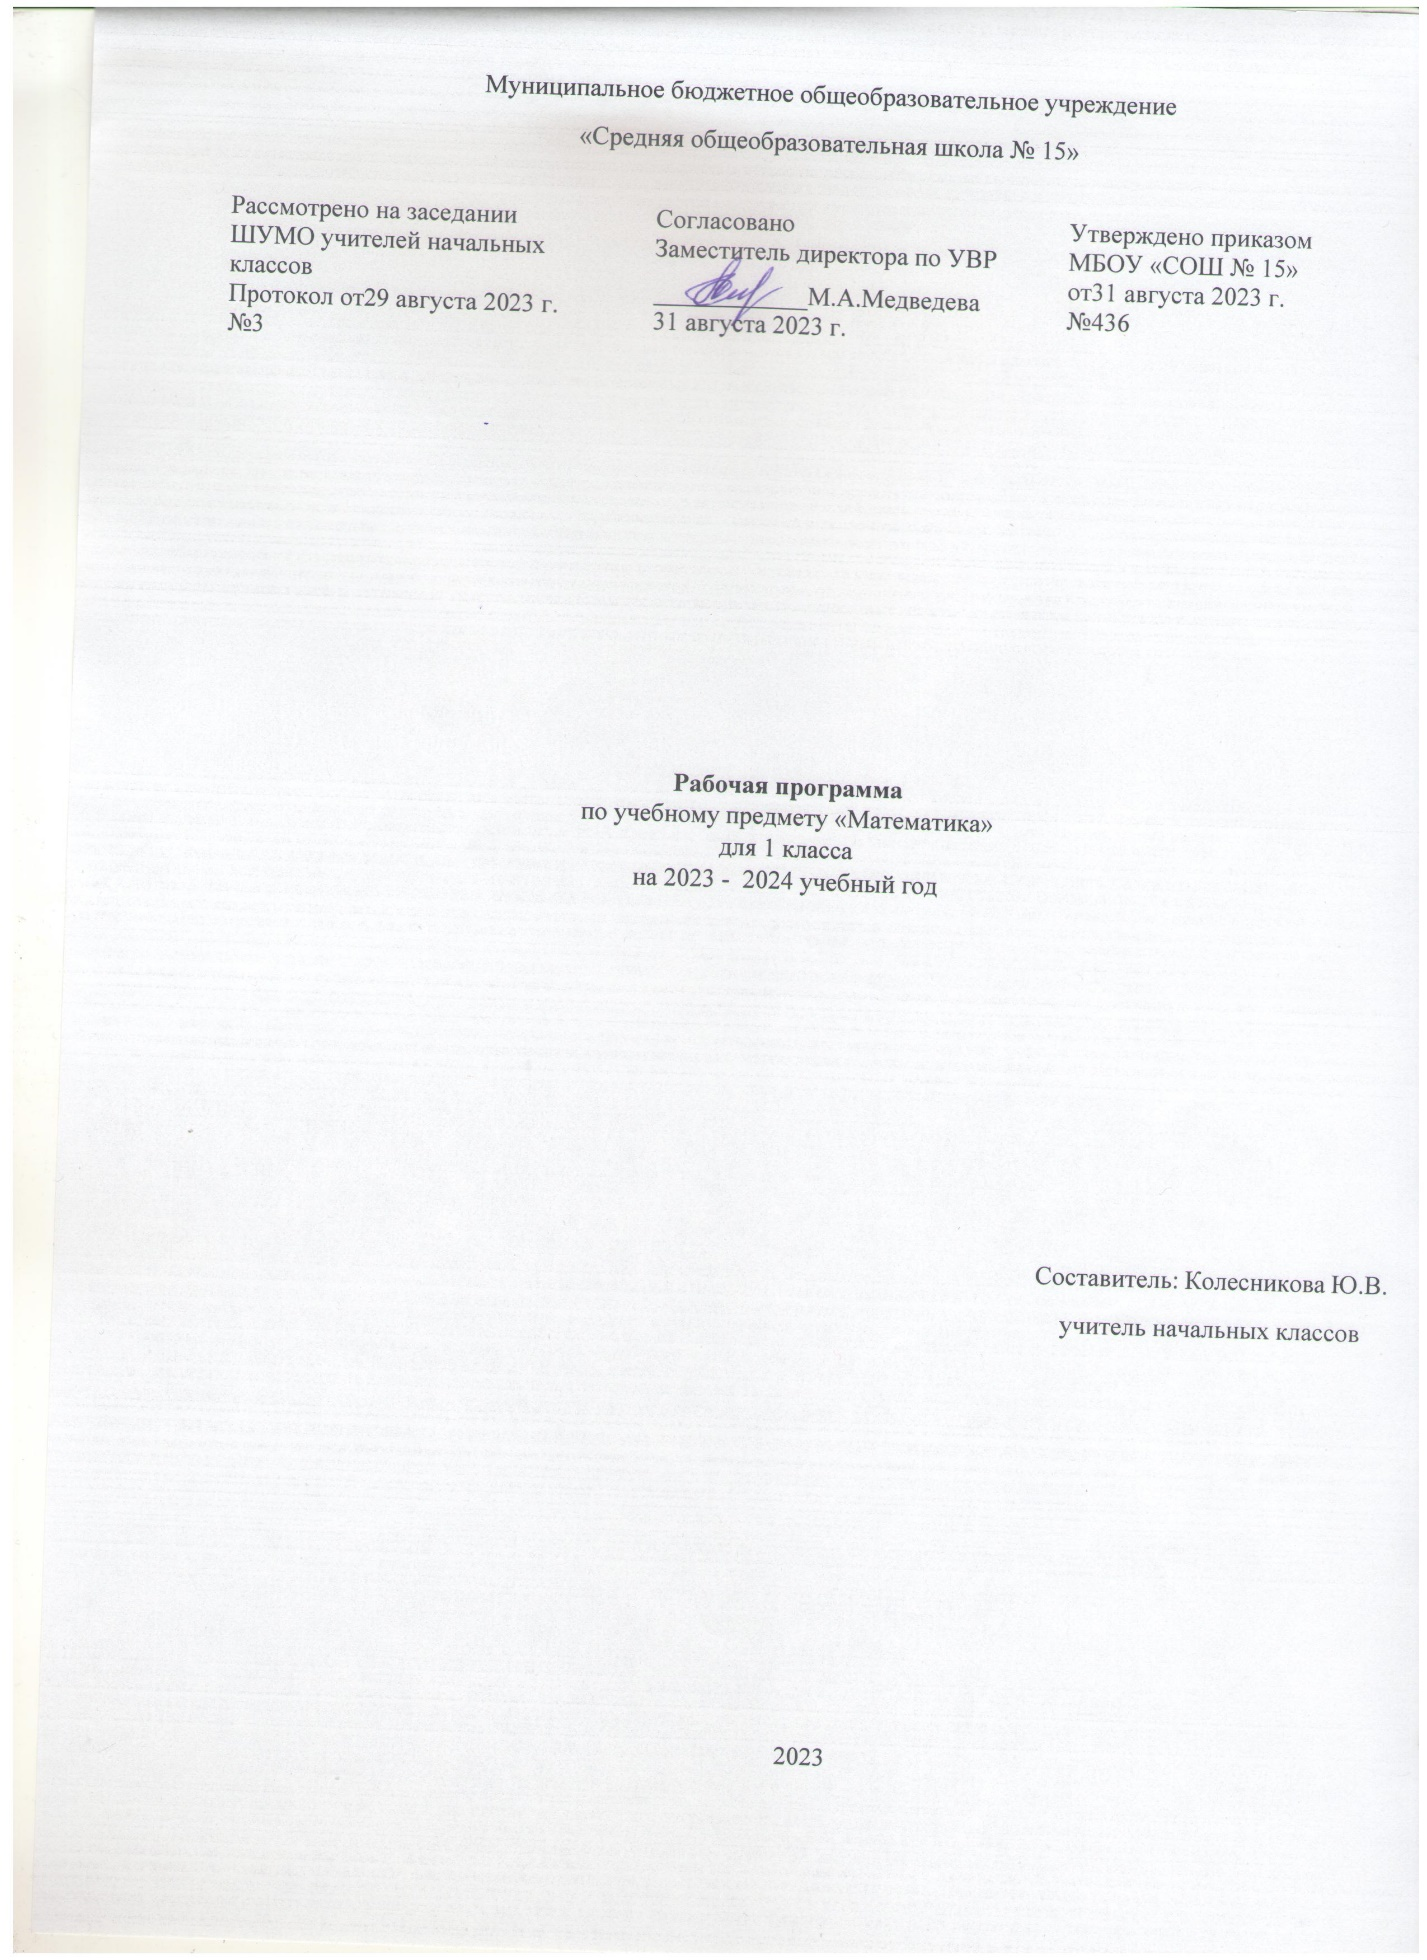 Муниципальное бюджетное общеобразовательное учреждение
«Средняя общеобразовательная школа № 15»
Рассмотрено на заседании
ШУМО учителей начальных
классов
Протокол от29 августа 2023 г.
№3
Согласовано
Заместитель директора по УВР
____________М.А.Медведева
31 августа 2023 г.
Утверждено приказом
МБОУ «СОШ № 15»
от31 августа 2023 г.
№436
Рабочая программа
по учебному предмету «Математика»
для 1 класса
на 2023 -  2024 учебный год
Составитель: Колесникова Ю.В.
учитель начальных классов
2023